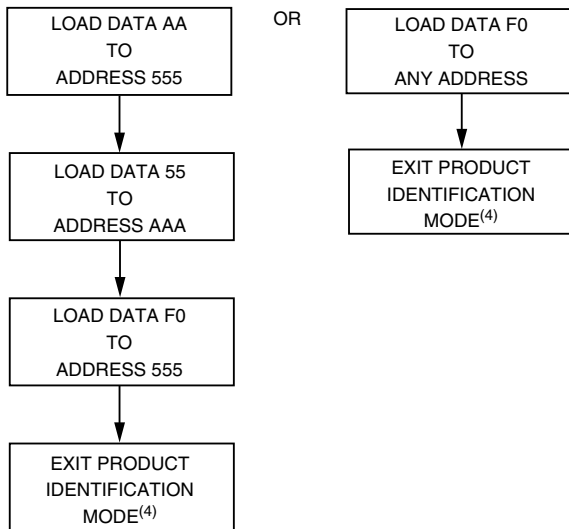 LOAD DATA AA
TO
ADDRESS 555
LOAD DATA 55
TO
ADDRESS AAA
LOAD DATA F0
TO
ADDRESS 555
EXIT PRODUCT
IDENTIFICATION
MODE(4)
OR
LOAD DATA F0
TO
ANY ADDRESS
EXIT PRODUCT
IDENTIFICATION
MODE(4)